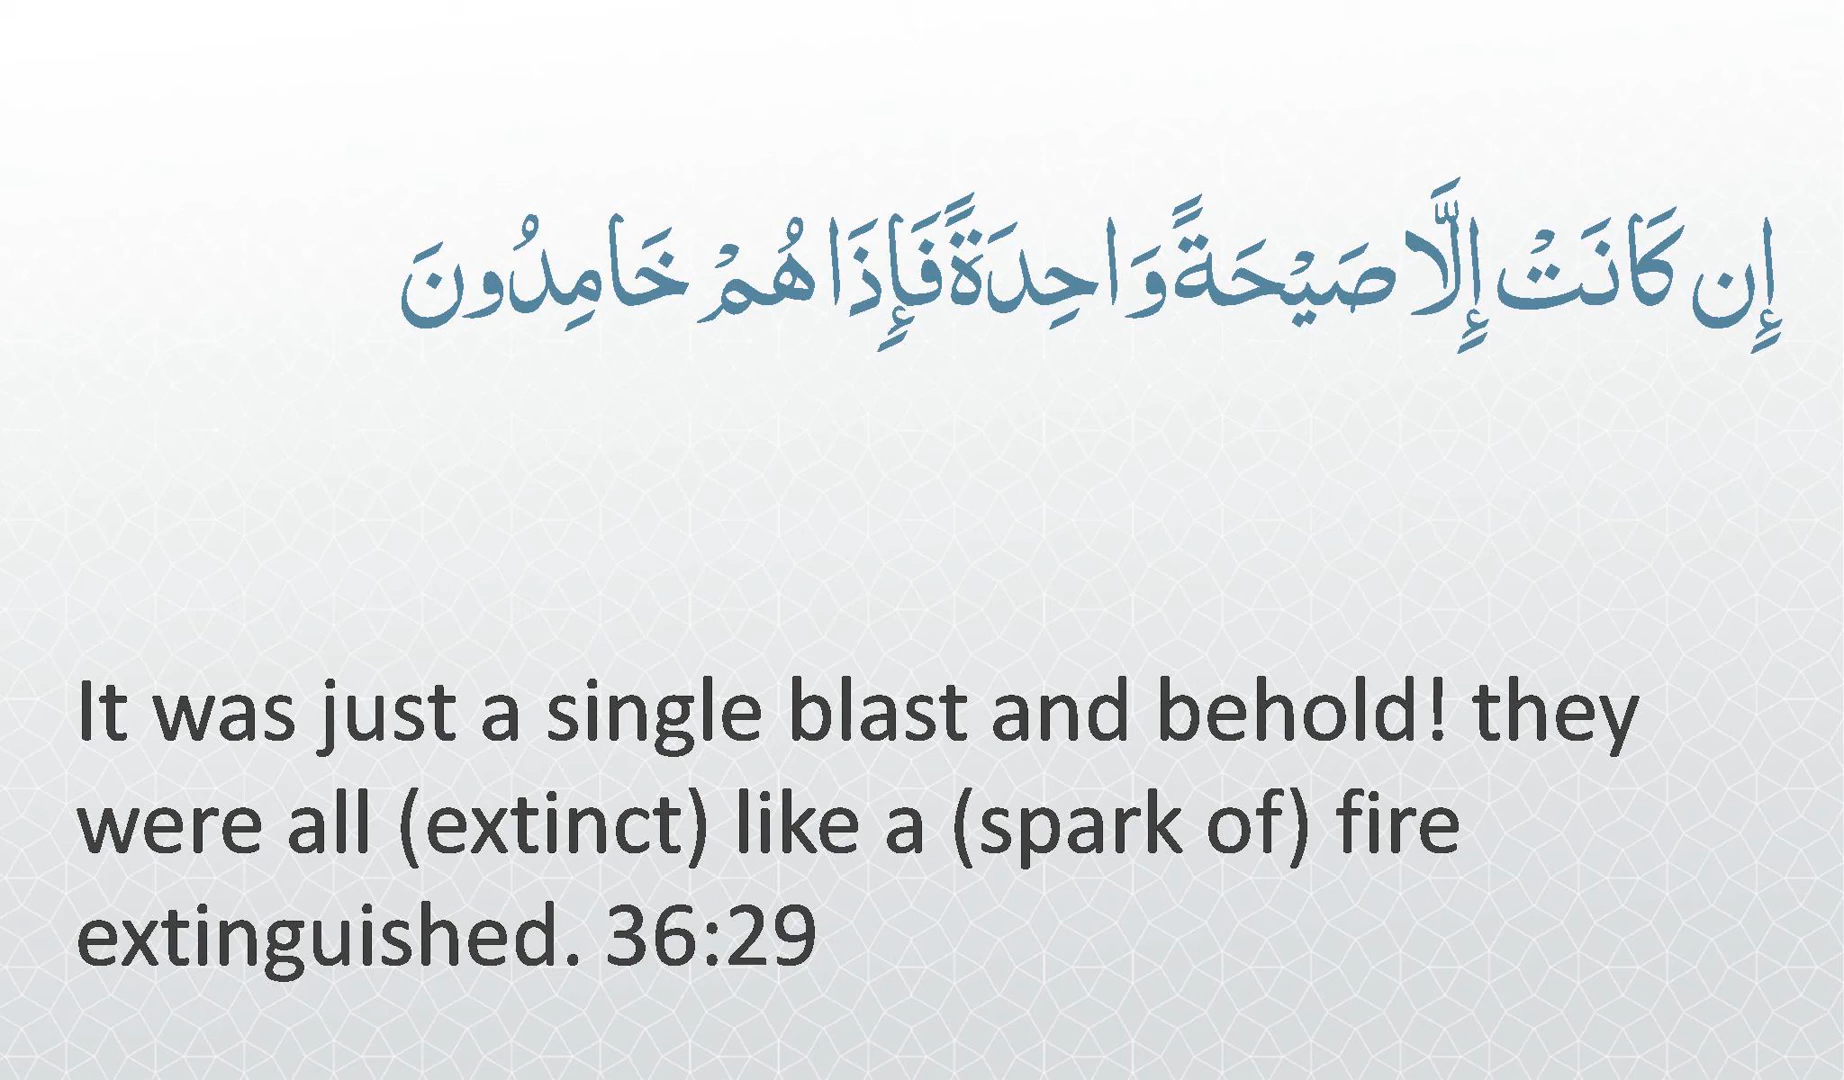 إِن كَانَتْ إِلَّا صَيْحَةً وَاحِدَةً فَإِذَا هُمْ خَامِدُونَ
It was just a single blast and behold! they
were all (extinct) like a (spark of) fire
extinguished. 36:29